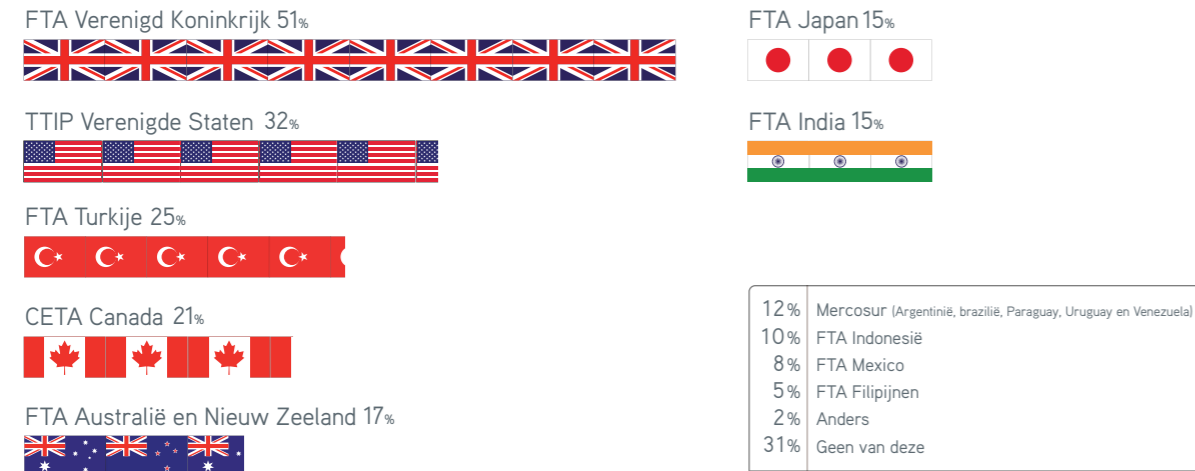 FTA Verenigd Koninkrijk 51%
TTIP Verenigde Staten 32%
FTA Turkije 25%
CETA Canada 21%
FTA Australië en Nieuw Zeeland 17%
FTA Japan 15%
FTA India 15%
12% Mercosur (Argentinië, brazilië, Paraguay, Uruguay en Venezuela)
10% FTA Indonesië
8% FTA Mexico
5% FTA Filipijnen
2% Anders
31% Geen van deze